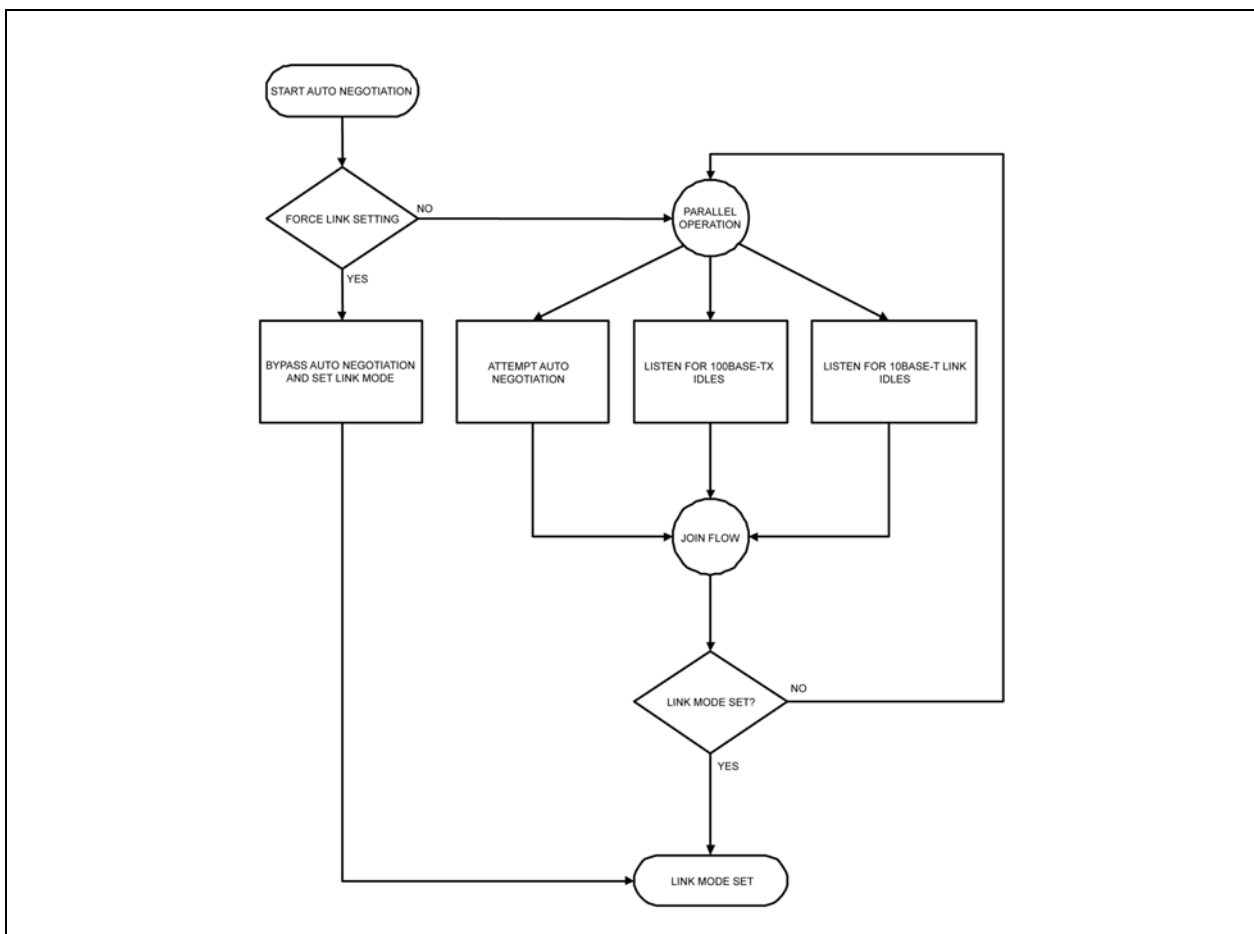 START AUTO NEGOTIATION
FORCE LINK SETTING
NO
YES
PARALLEL
OPERATION
BYPASS AUTO NEGOTIATION
AND SET LINK MODE
ATTEMPT AUTO
NEGOTIATION
LISTEN FOR 100BASE-TX
IDLES
LISTEN FOR 10BASE-T LINK
IDLES
JOIN FLOW
LINK MODE SET?
NO
YES
LINK MODE SET